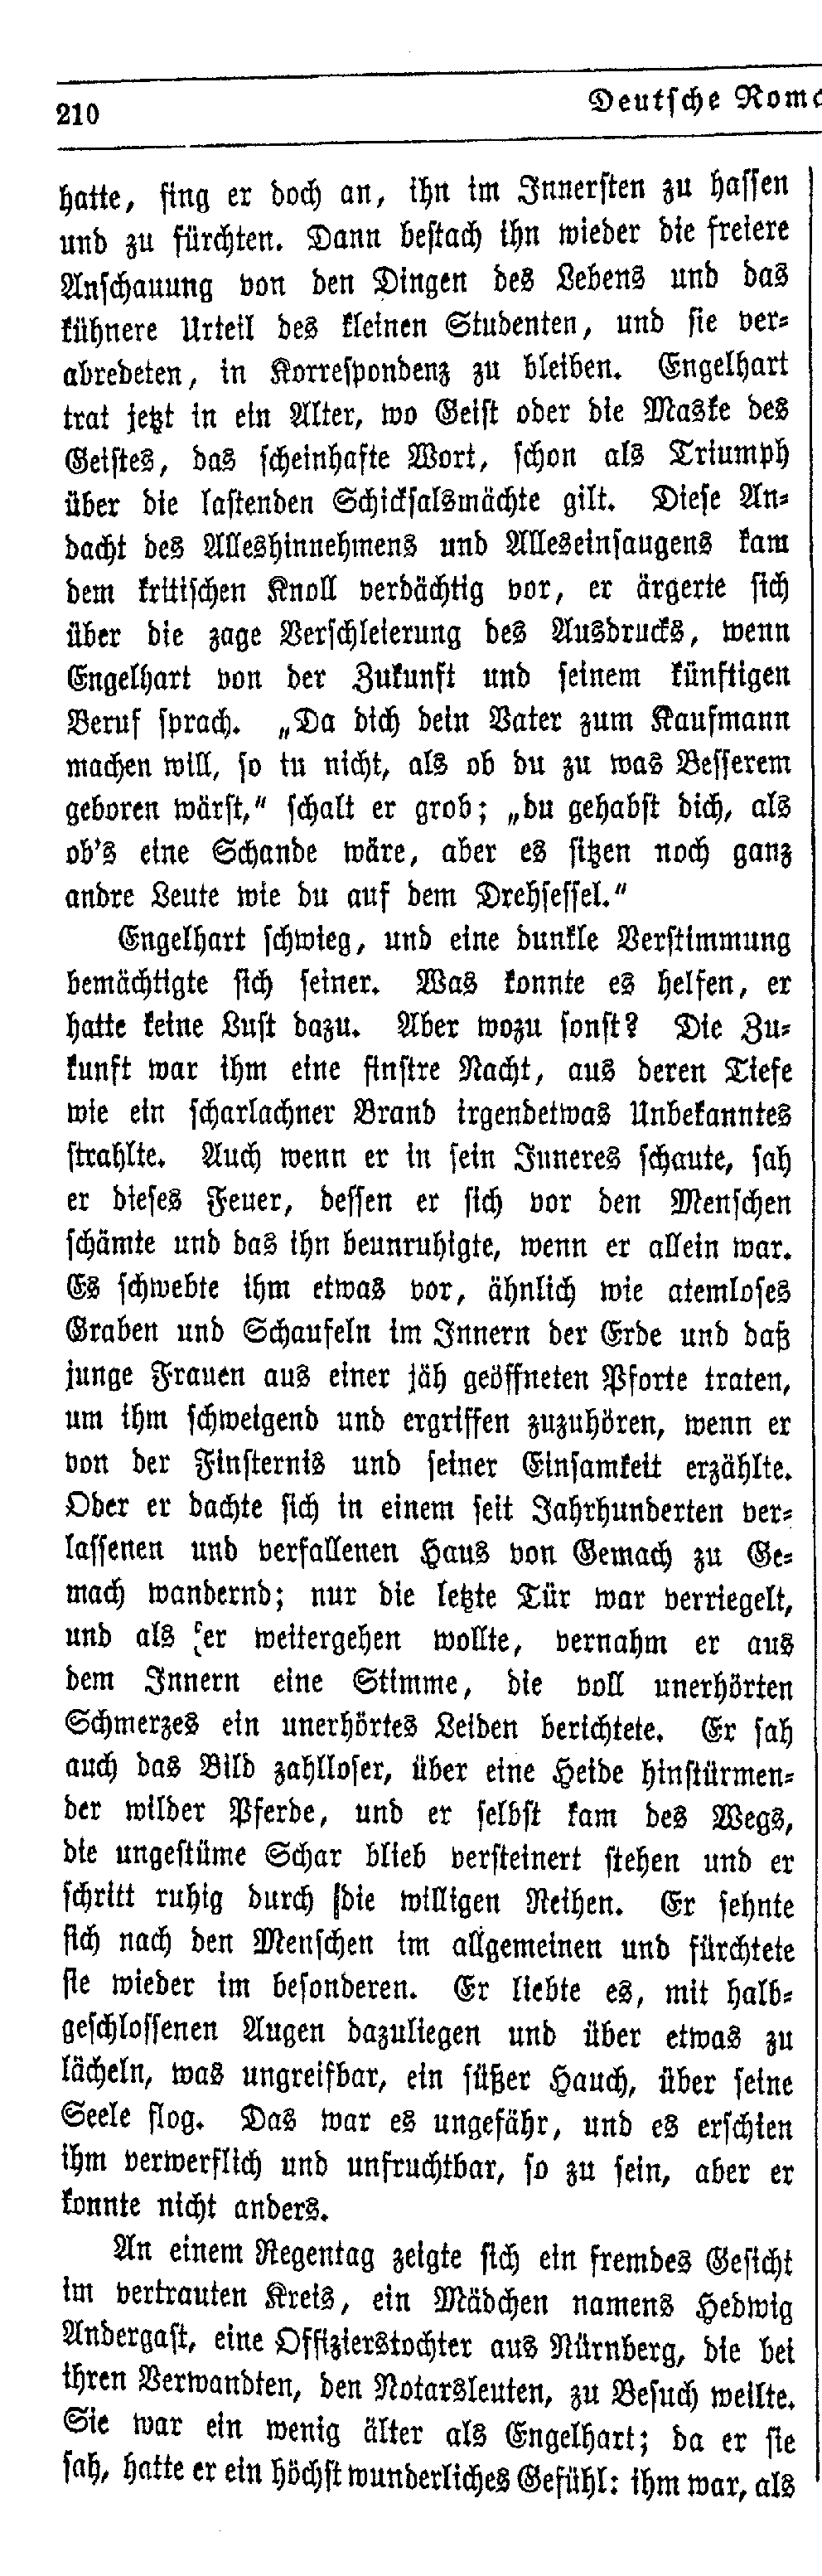 210
Deutsche Rom
hatte, fing er doch an, ihn im Innersten zu hassen
und zu fürchten. Dann bestach ihn wieder die freiere
Anschauung von den Dingen des Lebens und das
kühnere Urteil des kleinen Studenten, und sie ver-
abredeten, in Korrespondenz zu bleiben. Engelhart
trat jetzt in ein Alter, wo Geist oder die Maske des
Geistes, das scheinhafte Wort, schon als Triumph
über die lastenden Schicksalsmächte gilt. Diese An-
dacht des Alleshinnehmens und Alleseinsaugens kam
dem kritischen Knoll verdächtig vor, er ärgerte sich
über die zage Verschleierung des Ausdrucks, wenn
Engelhart von der Zukunft und seinem künftigen
Beruf sprach. „Da dich dein Vater zum Kaufmann
machen will, so tu nicht, als ob du zu was Besserem
geboren wärst,“ schalt er grob; „du gehabst dich, als
ob's eine Schande wäre, aber es sitzen noch ganz
andre Leute wie du auf dem Drehsessel.“
Engelhart schwieg, und eine dunkle Verstimmung
bemächtigte sich seiner. Was konnte es helfen, er
hatte keine Lust dazu. Aber wozu sonst? Die Zu-
kunft war ihm eine finstre Nacht, aus deren Tiefe
wie ein scharlachner Brand irgendetwas Unbekanntes
strahlte. Auch wenn er in sein Inneres schaute, sah
er dieses Feuer, dessen er sich vor den Menschen
schämte und das ihn beunruhigte, wenn er allein war.
Es schwebte ihm etwas vor, ähnlich wie atemloses
Graben und Schaufeln im Innern der Erde und daß
junge Frauen aus einer jäh geöffneten Pforte traten,
um ihm schweigend und ergriffen zuzuhören, wenn er
von der Finsternis und seiner Einsamkeit erzählte.
Oder er dachte sich in einem seit Jahrhunderten ver-
lassenen und verfallenen Haus von Gemach zu Ge-
mach wandernd; nur die letzte Tür war verriegelt,
und als er weitergehen wollte, vernahm er aus
dem Innern eine Stimme, die voll unerhörten
Schmerzes ein unerhörtes Leiden berichtete. Er sah
auch das Bild zahlloser, über eine Heide hinstürmen-
der wilder Pferde, und er selbst kam des Wegs,
die ungestüme Schar blieb versteinert stehen und er
schritt ruhig durch die willigen Reihen. Er sehnte
sich nach den Menschen im allgemeinen und fürchtete
sie wieder im besonderen. Er liebte es, mit halb-
geschlossenen Augen dazuliegen und über etwas zu
lächeln, was ungreifbar, ein süßer Hauch, über seine
Seele flog. Das war es ungefähr, und es erschien
ihm verwerflich und unfruchtbar, so zu sein, aber er
konnte nicht anders.
An einem Regentag zeigte sich ein fremdes Gesicht
im vertrauten Kreis, ein Mädchen namens Hedwig
Andergast, eine Offizierstochter aus Nürnberg, die bei
ihren Verwandten, den Notarsleuten, zu Besuch weilte.
Sie war ein wenig älter als Engelhart; da er sie
sah, hatte er ein höchst wunderliches Gefühl: ihm war, als